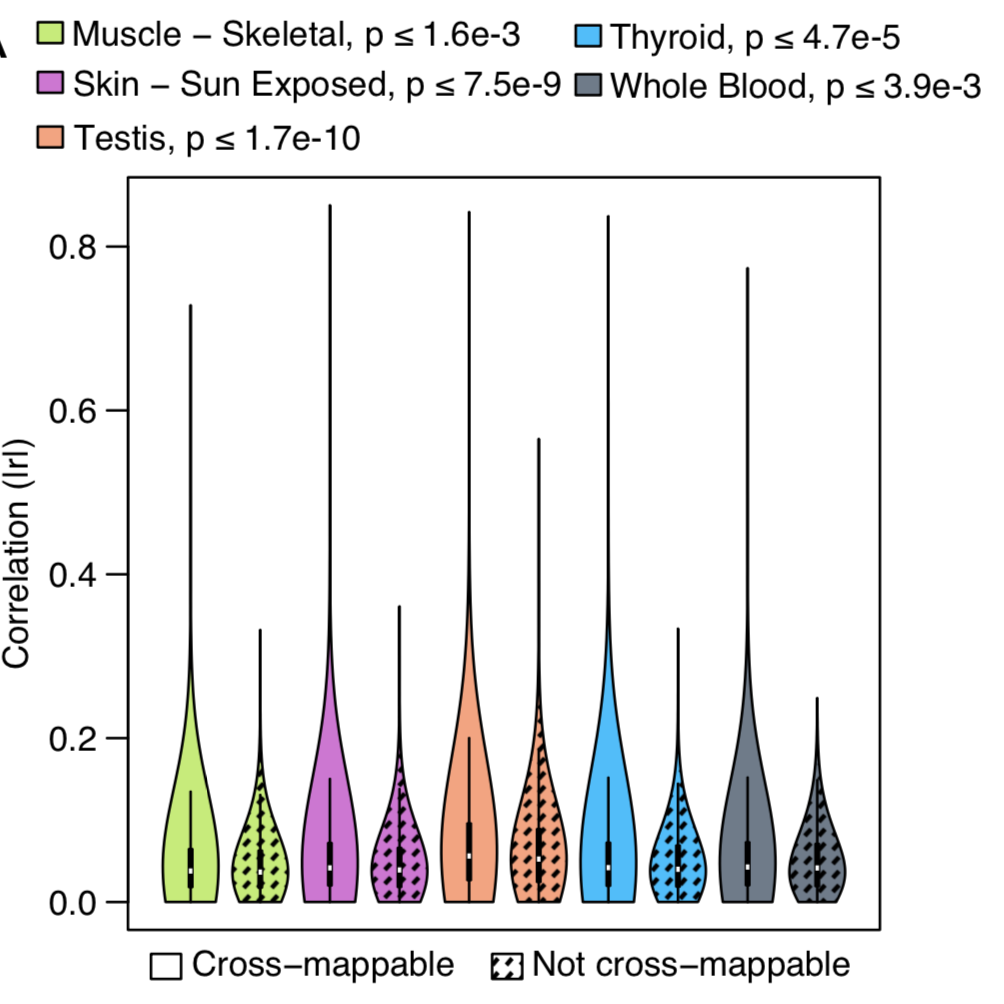 Muscle − Skeletal, p ≤ 1.6e-3
Thyroid, p ≤ 4.7e-5
Skin − Sun Exposed, p ≤ 7.5e-9
Whole Blood, p ≤ 3.9e-3
Testis, p ≤ 1.7e-10
Correlation (|r|)
0.8
0.6
0.4
0.2
0.0
Cross−mappable
Not cross−mappable